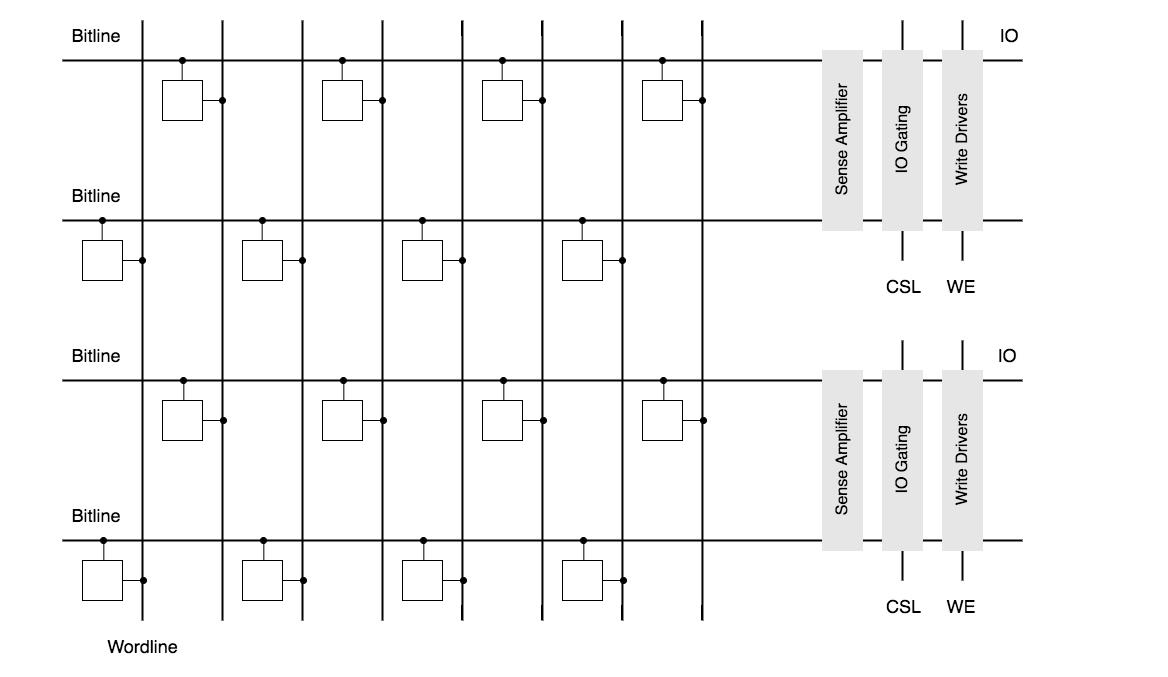 Bitline
IO
Sense Amplifier
IO Gating
Write Drivers
Bitline
CSL
WE
Bitline
IO
Sense Amplifier
IO Gating
Write Drivers
Bitline
CSL
WE
Wordline